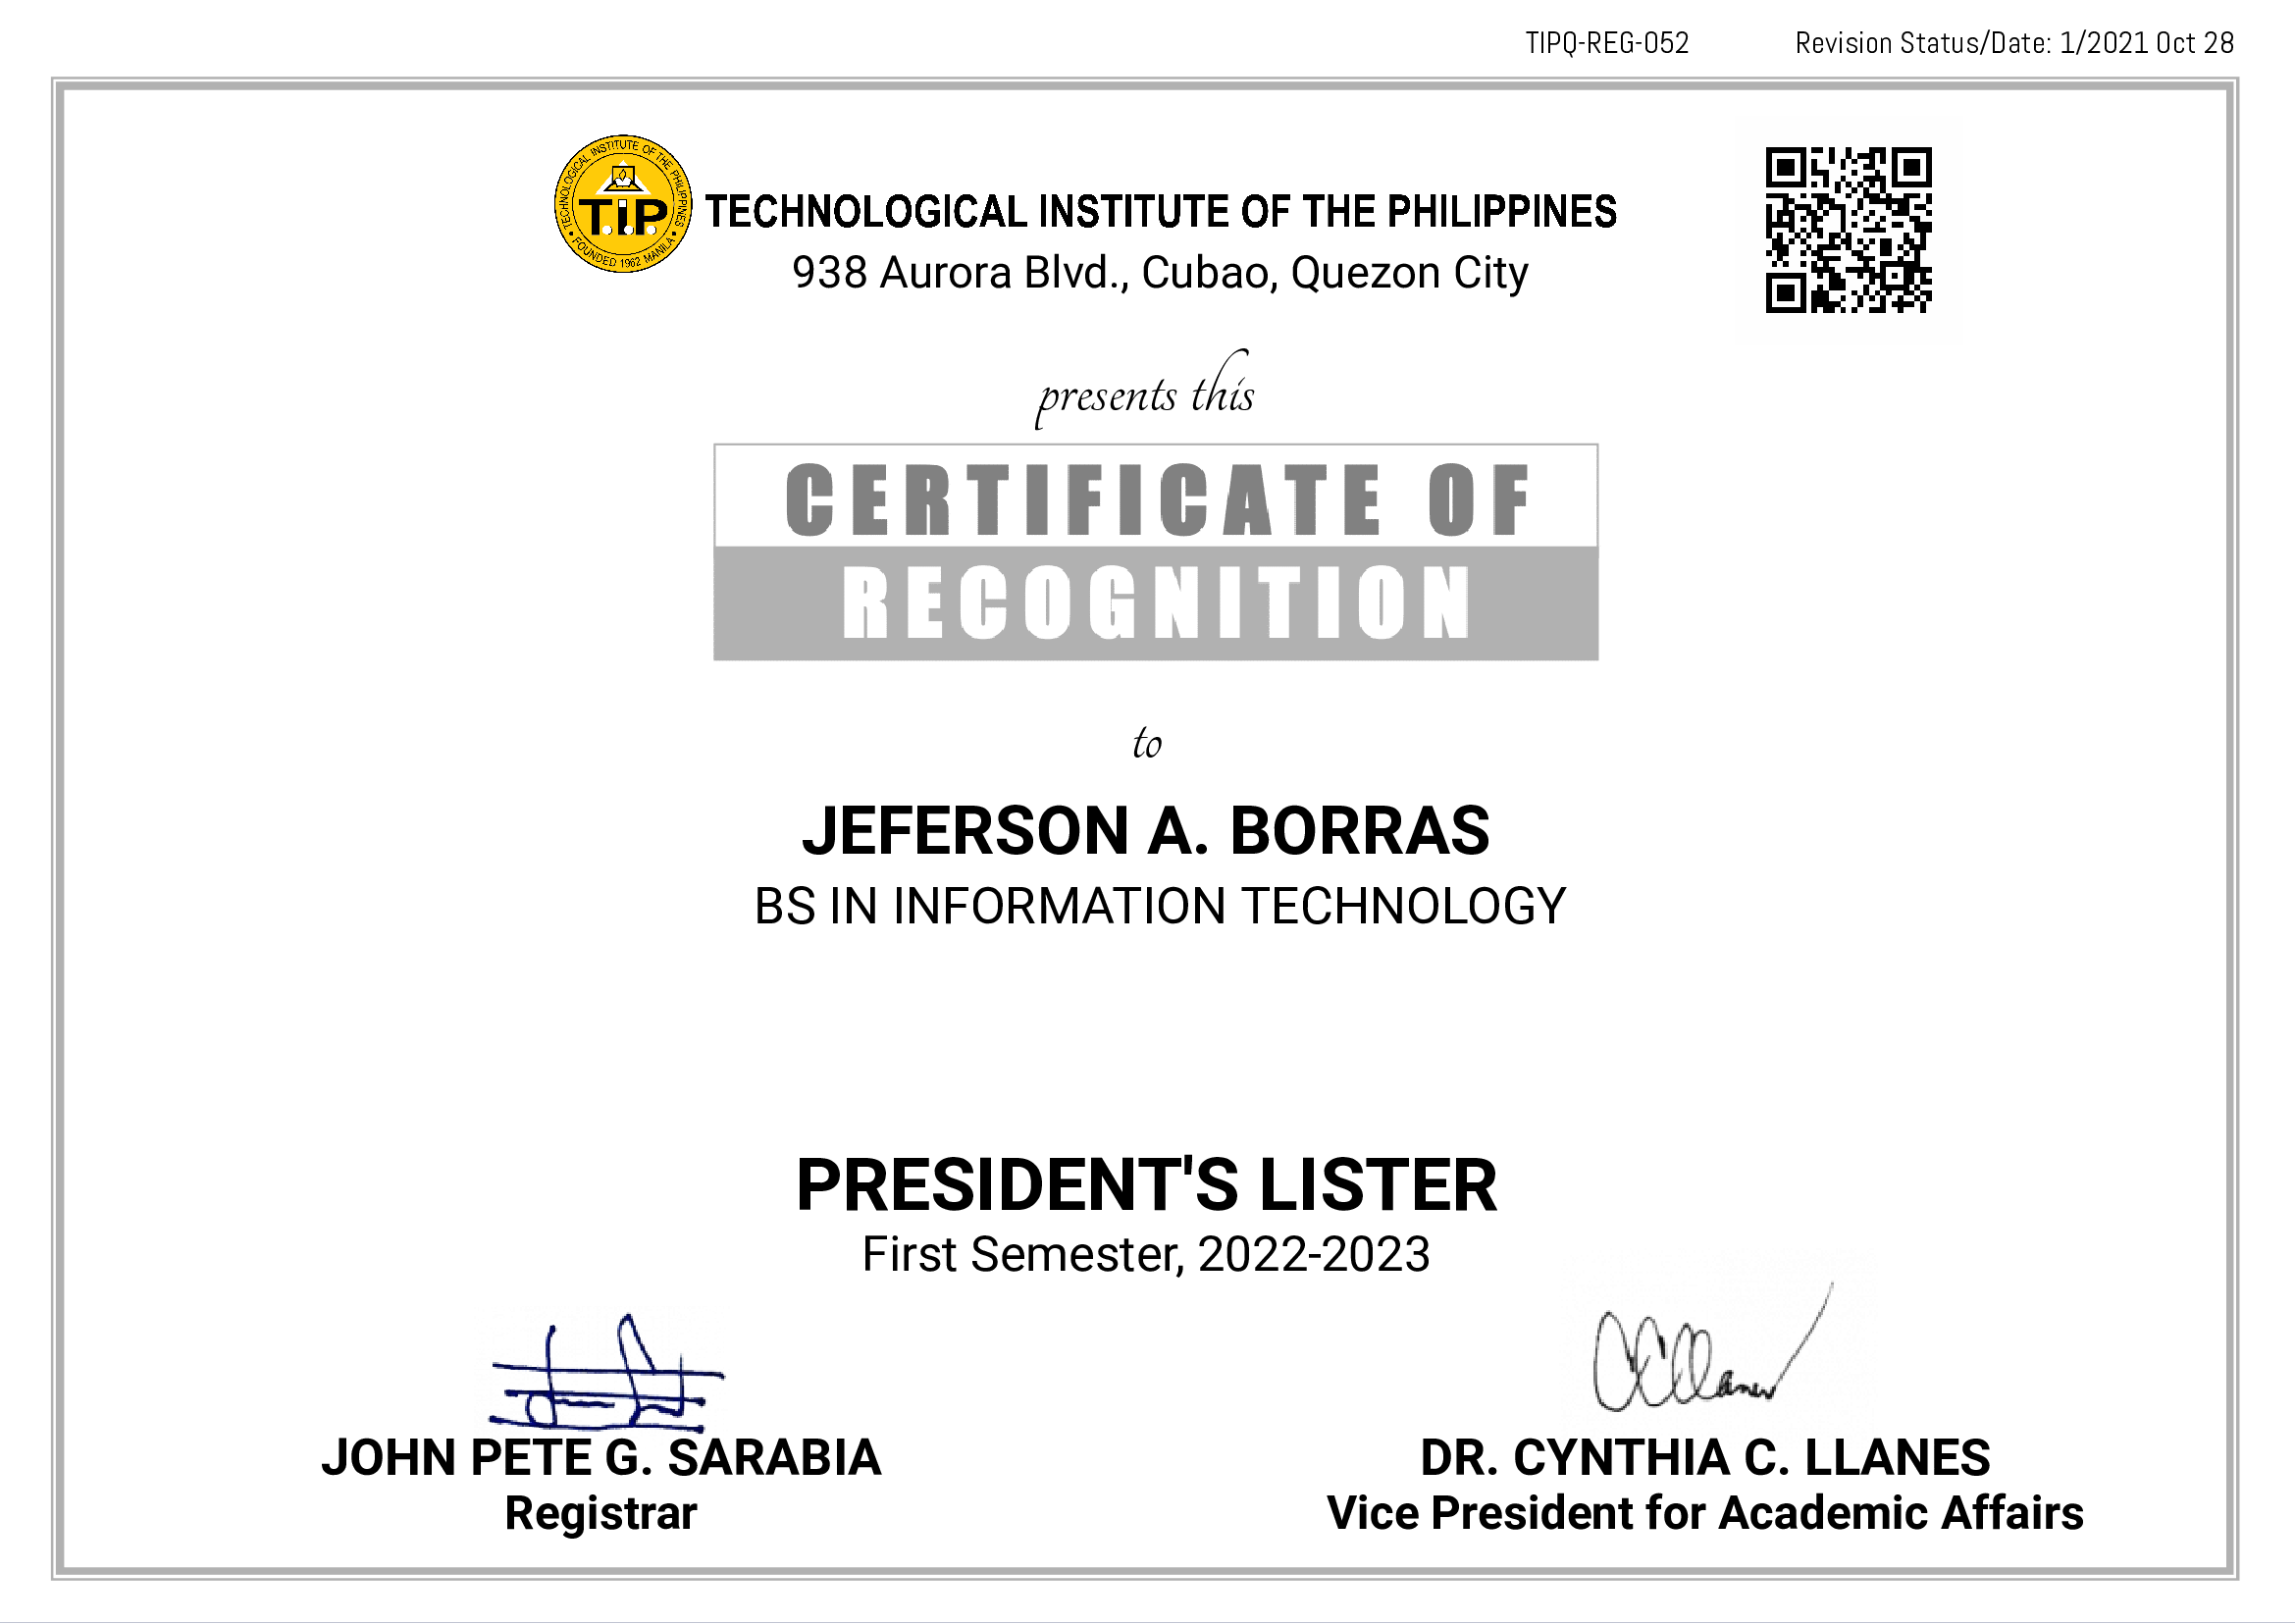 TIPQ-REG-052 Revision Status/Date: 1/2021 Oct 28
TECHNOLOGICAL INSTITUTE OF THE PHILIPPINES
T.I.P.
FOUNDED 1962 MANILA
TECHNOLOGICAL INSTITUTE OF THE PHILIPPINES
938 Aurora Blvd., Cubao, Quezon City
presents this
CERTIFICATE OF
RECOGNITION
to
JEFERSON A. BORRAS
BS IN INFORMATION TECHNOLOGY
PRESIDENT'S LISTER
First Semester, 2022-2023
JOHN PETE G. SARABIA
Registrar
DR. CYNTHIA C. LLANES
Vice President for Academic Affairs